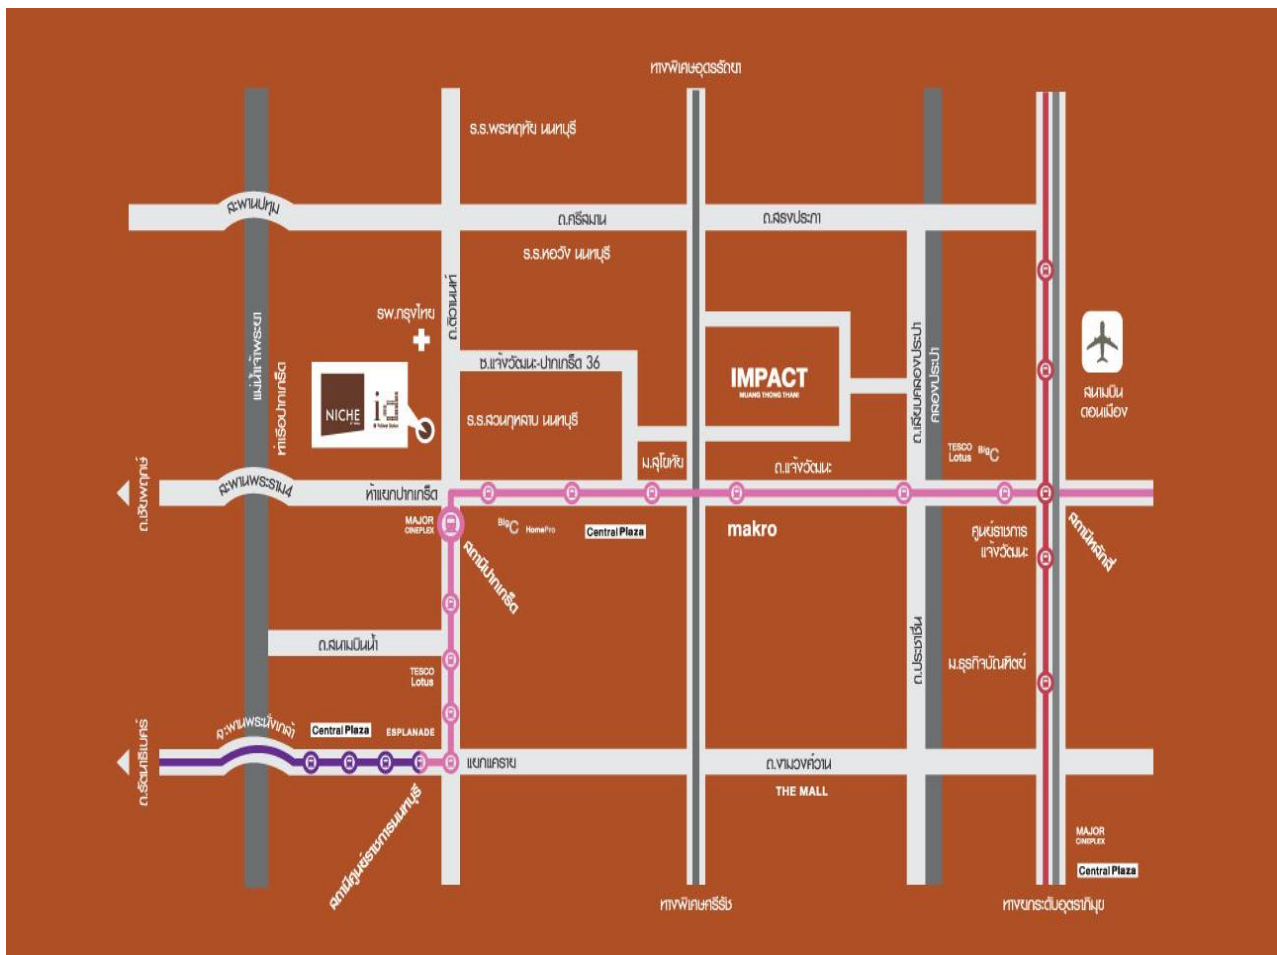 ทางพิเศษอุดรรัถยา
ร.ร.พระหฤทัย นนทบุรี
สะพานปทุม
ถ.ศรีสมาน
ถ.สรงประภา
ร.ร.หอวัง นนทบุรี
ถ.ติวานนท์
รพ.กรุงไทย
แม่น้ำเจ้าพระยา
ท่าเรือปากเกร็ด
ซ.แจ้งวัฒนะ-ปากเกร็ด 36
IMPACT
MUANG THONG THANI
ถ.เลียบคลองประปา
คลองประปา
สนามบิน
ดอนเมือง
NICHE
id
ร.ร.สวนกุหลาบ นนทบุรี
ม.สุโขทัย
ถ.แจ้งวัฒนะ
TESCO
Lotus
BigC
ถ.ชัยพฤกษ์
สะพานพระราม4
ห้าแยกปากเกร็ด
MAJOR
CINEPLEX
BigC
HomePro
CentralPlaza
makro
ศูนย์ราชการ
แจ้งวัฒนะ
สถานีหลักสี่
สถานีปากเกร็ด
ถ.สนามบินน้ำ
ถ.ประชาชื่น
ม.ธุรกิจบัณฑิตย์
TESCO
Lotus
สะพานพระนั่งเกล้า
CentralPlaza
ESPLANADE
ถ.รัตนาธิเบศร์
แยกแคราย
ถ.งามวงศ์วาน
THE MALL
สถานีศูนย์ราชการนนทบุรี
MAJOR
CINEPLEX
CentralPlaza
ทางพิเศษศรีรัช
ทางยกระดับอุตราภิมุข